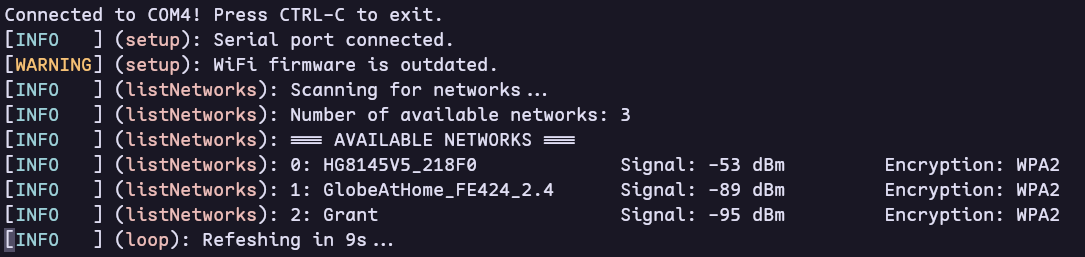 Connected to COM4! Press CTRL-C to exit.
[INFO   ] (setup): Serial port connected.
[WARNING] (setup): WiFi firmware is outdated.
[INFO   ] (listNetworks): Scanning for networks...
[INFO   ] (listNetworks): Number of available networks: 3
[INFO   ] (listNetworks): === AVAILABLE NETWORKS ===
[INFO   ] (listNetworks): 0: HG8145V5_218F0             Signal: -53 dBm         Encryption: WPA2
[INFO   ] (listNetworks): 1: GlobeAtHome_FE424_2.4      Signal: -89 dBm         Encryption: WPA2
[INFO   ] (listNetworks): 2: Grant                      Signal: -95 dBm         Encryption: WPA2
[INFO   ] (loop): Refeshing in 9s...